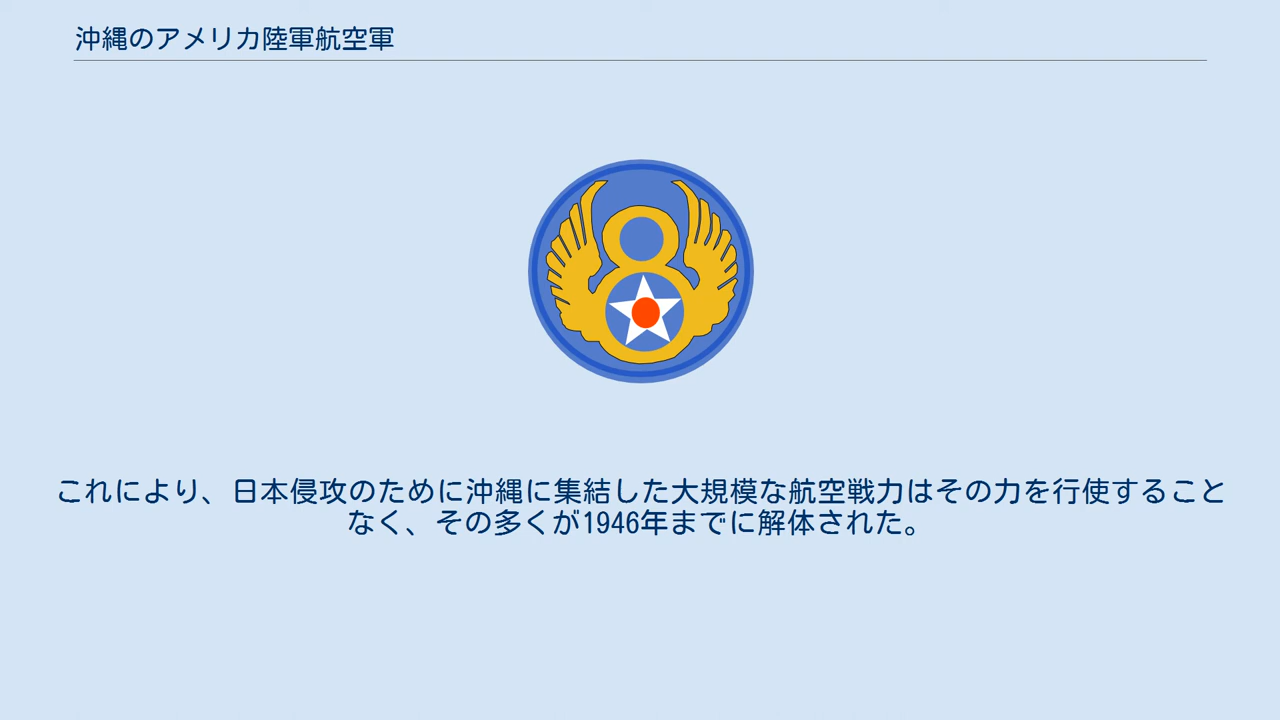 沖縄のアメリカ陸軍航空軍
これにより、日本侵攻のために沖縄に集結した大規模な航空戦力はその力を行使すること
なく、その多くが1946年までに解体された。